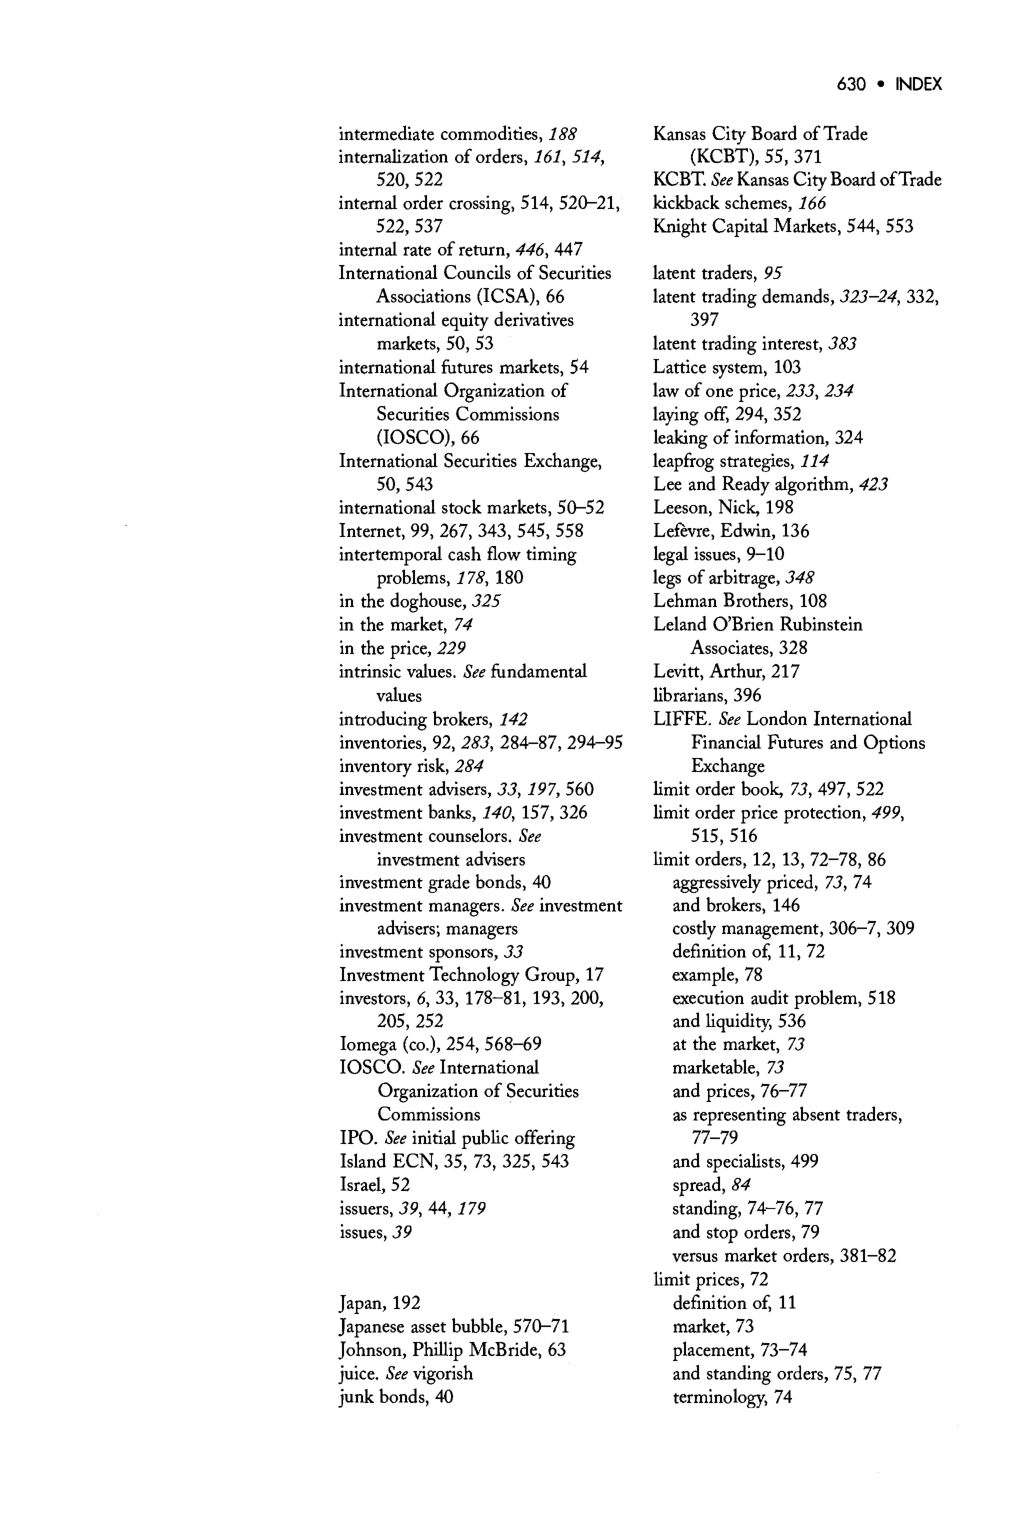 630 • INDEX
intermediate commodities, 188
internalization of orders, 161, 514,
520, 522
internal order crossing, 514, 520–21,
522, 537
internal rate of return, 446, 447
International Councils of Securities
Associations (ICSA), 66
international equity derivatives
markets, 50, 53
international futures markets, 54
International Organization of
Securities Commissions
(IOSCO), 66
International Securities Exchange,
50, 543
international stock markets, 50–52
Internet, 99, 267, 343, 545, 558
intertemporal cash flow timing
problems, 178, 180
in the doghouse, 325
in the market, 74
in the price, 229
intrinsic values. See fundamental
values
introducing brokers, 142
inventories, 92, 283, 284–87, 294–95
inventory risk, 284
investment advisers, 33, 197, 560
investment banks, 140, 157, 326
investment counselors. See
investment advisers
investment grade bonds, 40
investment managers. See investment
advisers; managers
investment sponsors, 33
Investment Technology Group, 17
investors, 6, 33, 178–81, 193, 200,
205, 252
Iomega (co.), 254, 568–69
IOSCO. See International
Organization of Securities
Commissions
IPO. See initial public offering
Island ECN, 35, 73, 325, 543
Israel, 52
issuers, 39, 44, 179
issues, 39
Japan, 192
Japanese asset bubble, 570–71
Johnson, Phillip McBride, 63
juice. See vigorish
junk bonds, 40
Kansas City Board of Trade
(KCBT), 55, 371
KCBT. See Kansas City Board of Trade
kickback schemes, 166
Knight Capital Markets, 544, 553
latent traders, 95
latent trading demands, 323–24, 332,
397
latent trading interest, 383
Lattice system, 103
law of one price, 233, 234
laying off, 294, 352
leaking of information, 324
leapfrog strategies, 114
Lee and Ready algorithm, 423
Leeson, Nick, 198
Lefèvre, Edwin, 136
legal issues, 9–10
legs of arbitrage, 348
Lehman Brothers, 108
Leland O'Brien Rubinstein
Associates, 328
Levitt, Arthur, 217
librarians, 396
LIFFE. See London International
Financial Futures and Options
Exchange
limit order book, 73, 497, 522
limit order price protection, 499,
515, 516
limit orders, 12, 13, 72–78, 86
aggressively priced, 73, 74
and brokers, 146
costly management, 306–7, 309
definition of, 11, 72
example, 78
execution audit problem, 518
and liquidity, 536
at the market, 73
marketable, 73
and prices, 76–77
as representing absent traders,
77–79
and specialists, 499
spread, 84
standing, 74–76, 77
and stop orders, 79
versus market orders, 381–82
limit prices, 72
definition of, 11
market, 73
placement, 73–74
and standing orders, 75, 77
terminology, 74